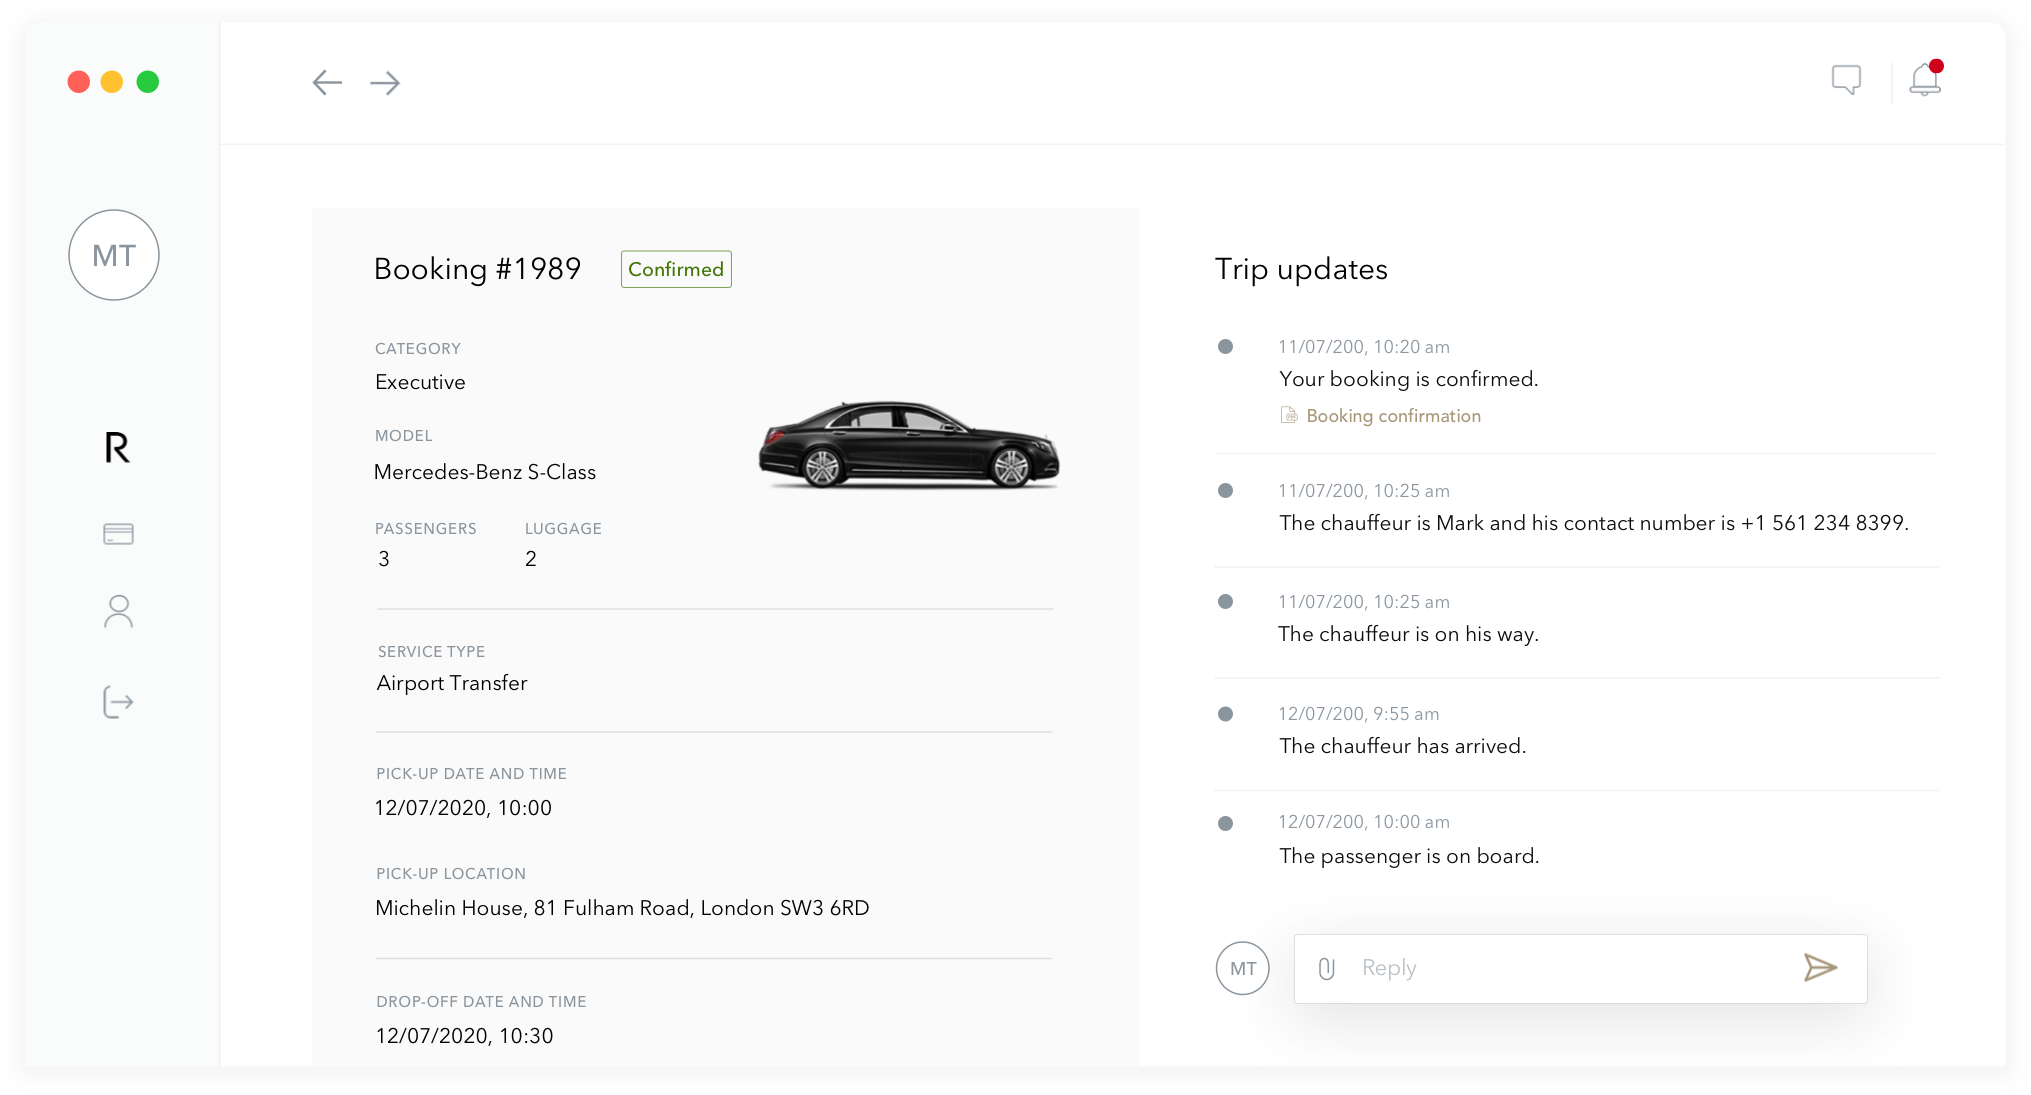 MT
R
Booking #1989
Confirmed
CATEGORY
Executive
MODEL
Mercedes-Benz S-Class
PASSENGERS LUGGAGE
3 2
SERVICE TYPE
Airport Transfer
PICK-UP DATE AND TIME
12/07/2020, 10:00
PICK-UP LOCATION
Michelin House, 81 Fulham Road, London SW3 6RD
DROP-OFF DATE AND TIME
12/07/2020, 10:30
Trip updates
11/07/200, 10:20 am
Your booking is confirmed.
Booking confirmation
11/07/200, 10:25 am
The chauffeur is Mark and his contact number is +1 561 234 8399.
11/07/200, 10:25 am
The chauffeur is on his way.
12/07/200, 9:55 am
The chauffeur has arrived.
12/07/200, 10:00 am
The passenger is on board.
MT
Reply